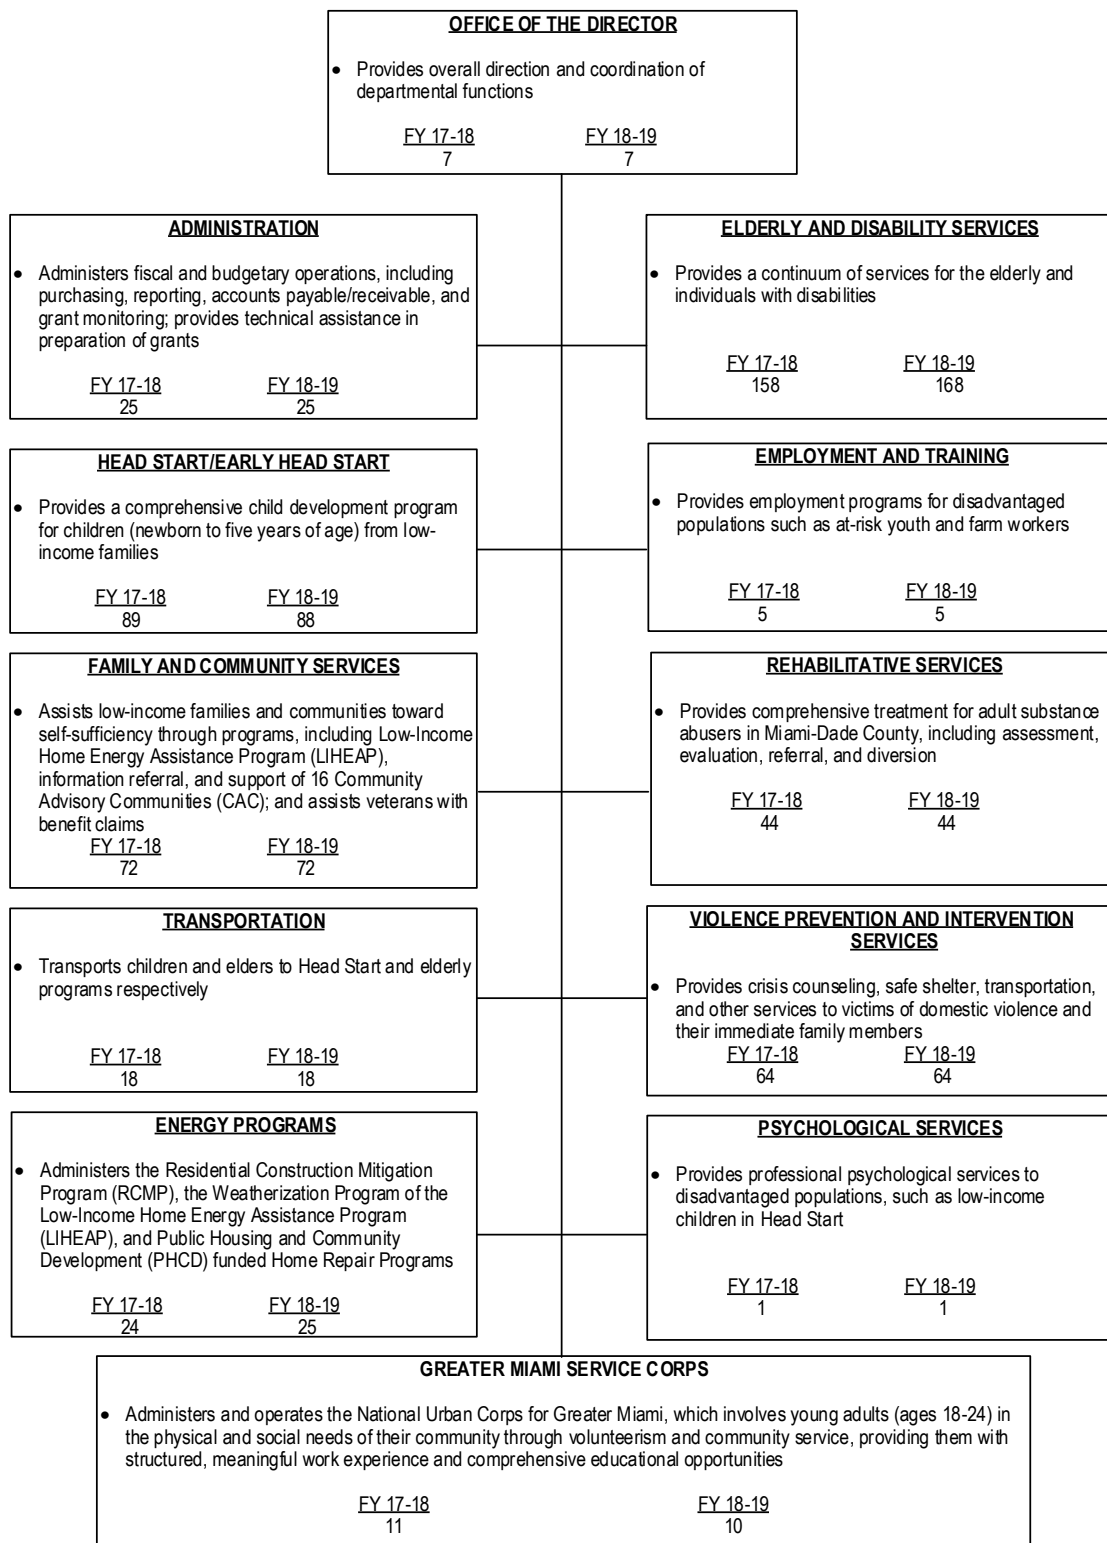 OFFICE OF THE DIRECTOR
• Provides overall direction and coordination of
departmental functions
FY 17-18 FY 18-19
7 7
ADMINISTRATION
• Administers fiscal and budgetary operations, including
purchasing, reporting, accounts payable/receivable, and
grant monitoring; provides technical assistance in
preparation of grants
FY 17-18 FY 18-19
25 25
ELDERLY AND DISABILITY SERVICES
• Provides a continuum of services for the elderly and
individuals with disabilities
FY 17-18 FY 18-19
158 168
HEAD START/EARLY HEAD START
• Provides a comprehensive child development program
for children (newborn to five years of age) from low-
income families
FY 17-18 FY 18-19
89 88
EMPLOYMENT AND TRAINING
• Provides employment programs for disadvantaged
populations such as at-risk youth and farm workers
FY 17-18 FY 18-19
5 5
FAMILY AND COMMUNITY SERVICES
• Assists low-income families and communities toward
self-sufficiency through programs, including Low-Income
Home Energy Assistance Program (LIHEAP),
information referral, and support of 16 Community
Advisory Communities (CAC); and assists veterans with
benefit claims
FY 17-18 FY 18-19
72 72
REHABILITATIVE SERVICES
• Provides comprehensive treatment for adult substance
abusers in Miami-Dade County, including assessment,
evaluation, referral, and diversion
FY 17-18 FY 18-19
44 44
TRANSPORTATION
• Transports children and elders to Head Start and elderly
programs respectively
FY 17-18 FY 18-19
18 18
VIOLENCE PREVENTION AND INTERVENTION
SERVICES
• Provides crisis counseling, safe shelter, transportation,
and other services to victims of domestic violence and
their immediate family members
FY 17-18 FY 18-19
64 64
ENERGY PROGRAMS
• Administers the Residential Construction Mitigation
Program (RCMP), the Weatherization Program of the
Low-Income Home Energy Assistance Program
(LIHEAP), and Public Housing and Community
Development (PHCD) funded Home Repair Programs
FY 17-18 FY 18-19
24 25
PSYCHOLOGICAL SERVICES
• Provides professional psychological services to
disadvantaged populations, such as low-income
children in Head Start
FY 17-18 FY 18-19
1 1
GREATER MIAMI SERVICE CORPS
• Administers and operates the National Urban Corps for Greater Miami, which involves young adults (ages 18-24) in
the physical and social needs of their community through volunteerism and community service, providing them with
structured, meaningful work experience and comprehensive educational opportunities
FY 17-18 FY 18-19
11 10